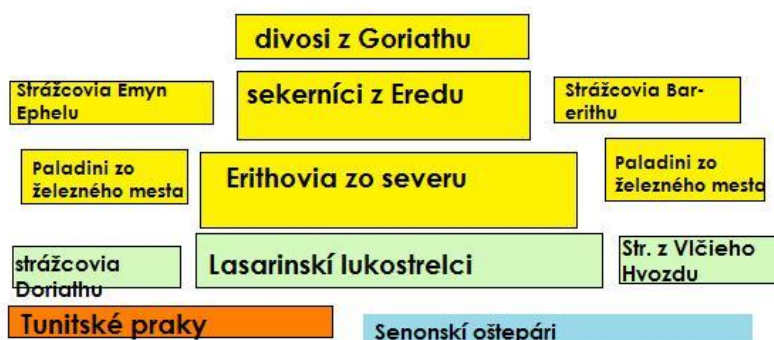 divosi z Goriathu
Strážcovia Emyn
Ephelu
sekerníci z Eredu
Strážcovia Bar-
erithu
Paladini zo
železného mesta
Erithovia zo severu
Paladini zo
železného mesta
strážcovia
Doriathu
Lasarinskí lukostrelci
Str. z Vlčieho
Hvozdu
Tunitské praky
Senonskí oštepári